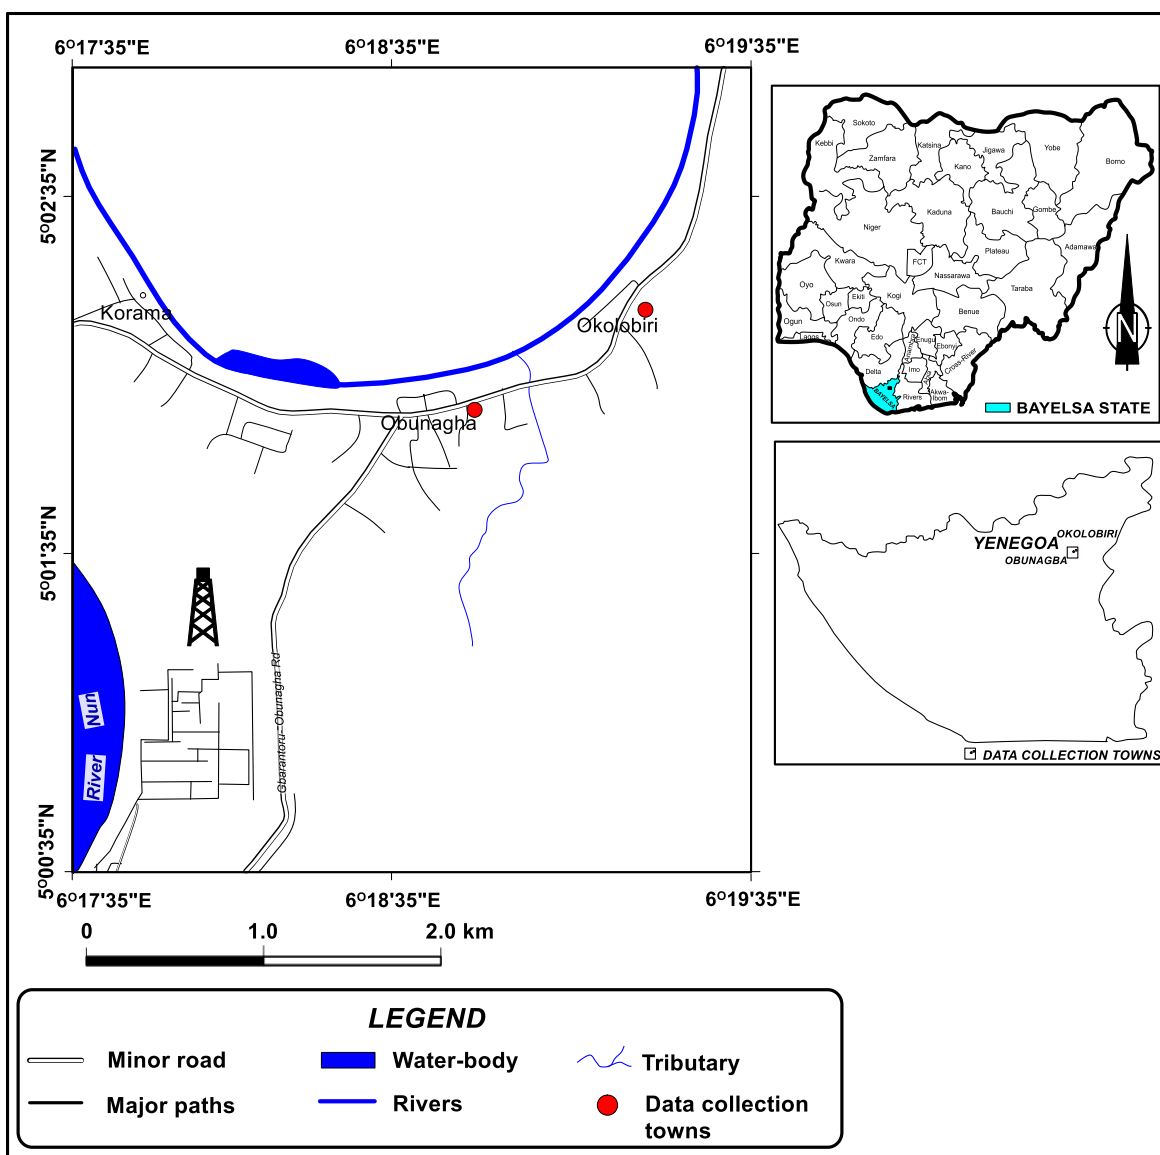 6°17'35"E
6°18'35"E
6°19'35"E
5°02'35"N
5°01'35"N
5°00'35"N
Korama
Okolobiri
Obunagha
Gbarantoru-Obunagha Rd
River Nun
6°17'35"E
6°18'35"E
6°19'35"E
0
1.0
2.0 km
Sokoto
Kebbi
Zamfara
Katsina
Kano
Jigawa
Yobe
Borno
Kaduna
Bauchi
Gombe
Niger
Adamawa
Plateau
Kwara
FCT
Nassarawa
Taraba
Oyo
Osun
Ekiti
Kogi
Benue
Ogun
Ondo
Lagos
Edo
Anambra
Enugu
Ebonyi
Cross-River
Delta
Imo
Abia
Rivers
Akwa-
Ibom
BAYELSA
N
BAYELSA STATE
YENEGOA
OKOLOBIRI
OBUNAGBA
DATA COLLECTION TOWNS
LEGEND
Minor road
Water-body
Tributary
Major paths
Rivers
Data collection
towns